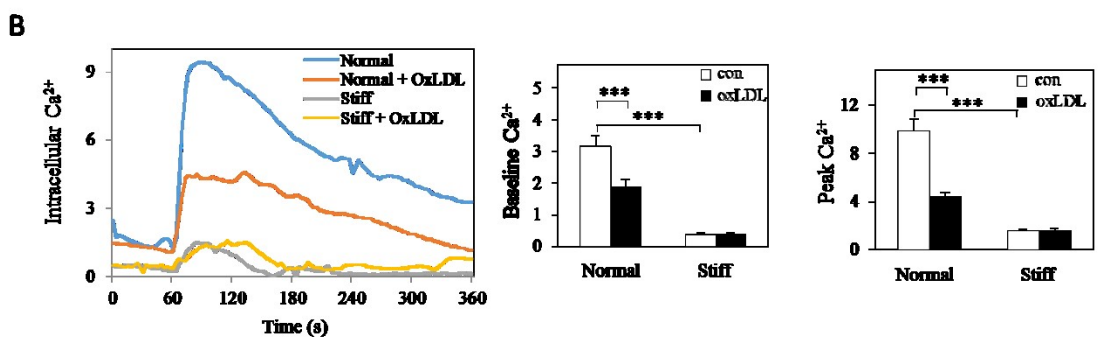 B
Intracellular Ca²⁺
9
6
3
0
0 60 120 180 240 300 360
Time (s)
Normal
Normal + OxLDL
Stiff
Stiff + OxLDL
Baseline Ca²⁺
5
4
3
2
1
0
***
***
con
oxLDL
Normal Stiff
Peak Ca²⁺
12
8
4
0
***
***
con
oxLDL
Normal Stiff